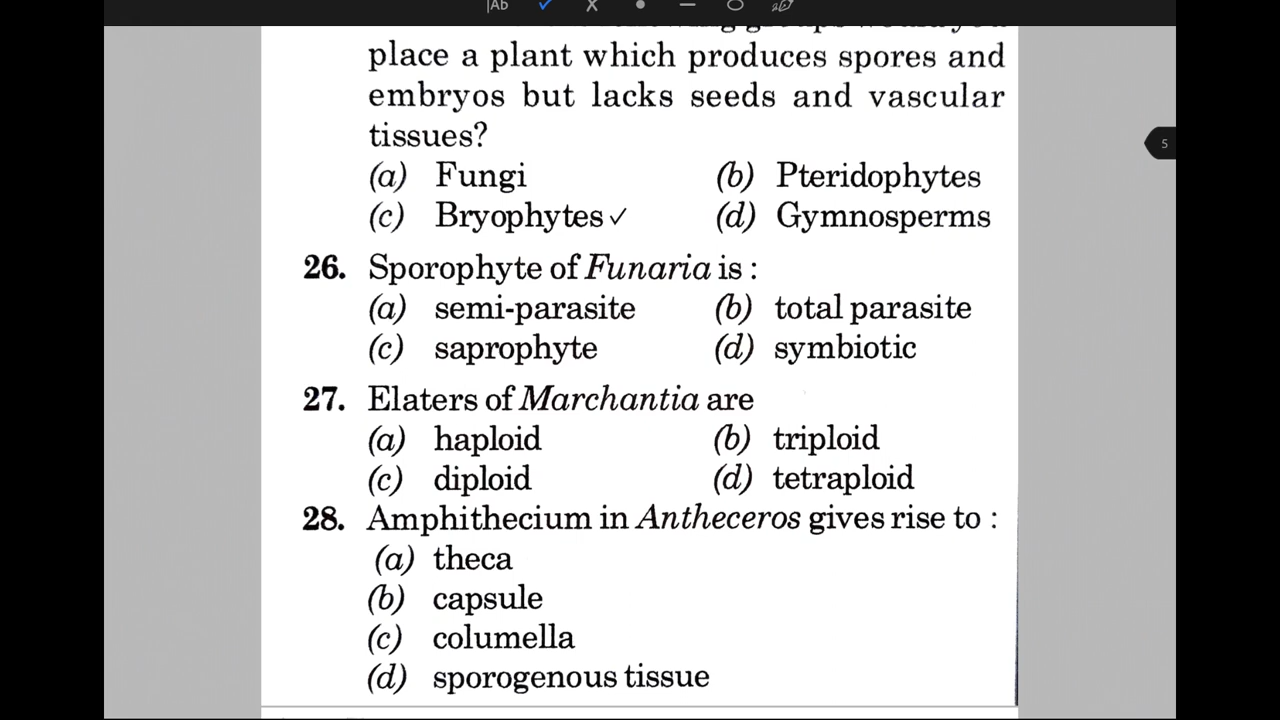 |Ab
place a plant which produces spores and
embryos but lacks seeds and vascular
tissues?
(a) Fungi (b) Pteridophytes
(c) Bryophytes ✓ (d) Gymnosperms
26. Sporophyte of Funaria is :
(a) semi-parasite (b) total parasite
(c) saprophyte (d) symbiotic
27. Elaters of Marchantia are
(a) haploid (b) triploid
(c) diploid (d) tetraploid
28. Amphithecium in Antheceros gives rise to :
(a) theca
(b) capsule
(c) columella
(d) sporogenous tissue
5